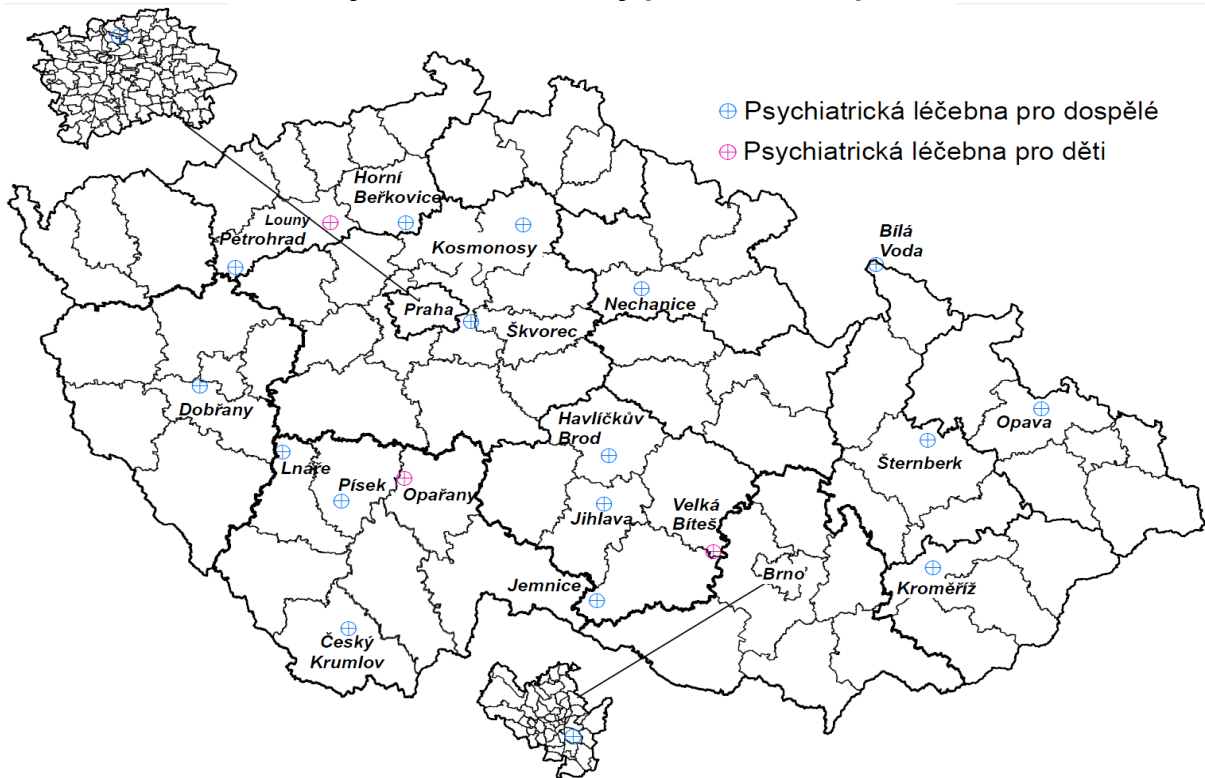 Psychiatrická léčebna pro dospělé
Psychiatrická léčebna pro děti
Horní
Beřkovice
Louny
Petrohrad
Kosmonosy
Bílá
Voda
Praha
Nechanice
Škvorec
Dobřany
Havlíčkův
Brod
Opava
Lnáře
Šternberk
Písek
Opařany
Jihlava
Velká
Bíteš
Jemnice
Brno
Kroměříž
Český
Krumlov